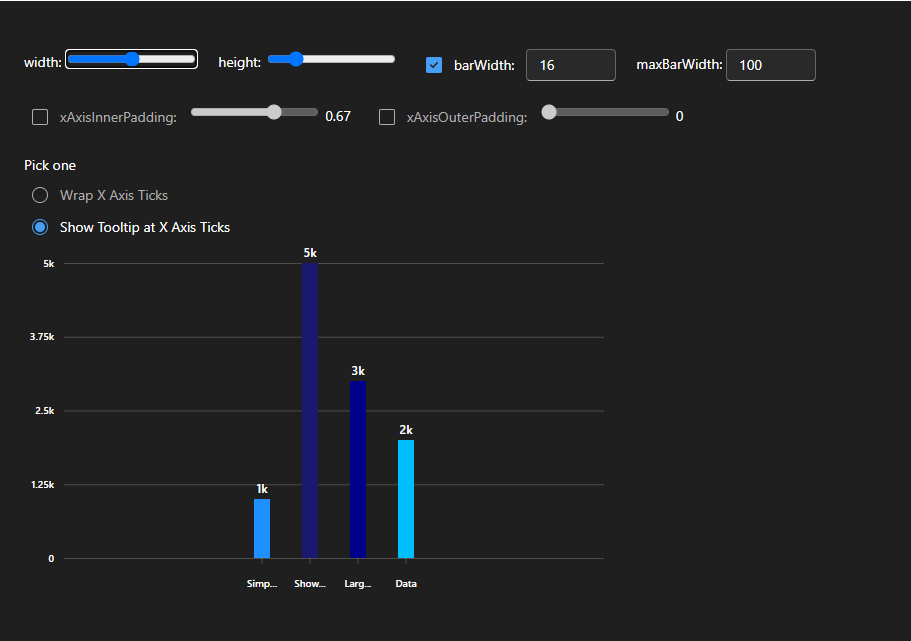 width: height: barWidth: 16 maxBarWidth: 100
xAxisInnerPadding: 0.67 xAxisOuterPadding: 0
Pick one
Wrap X Axis Ticks
Show Tooltip at X Axis Ticks
5k
5k
3.75k
3k
2.5k
2k
1.25k
1k
0
Simp... Show... Larg... Data